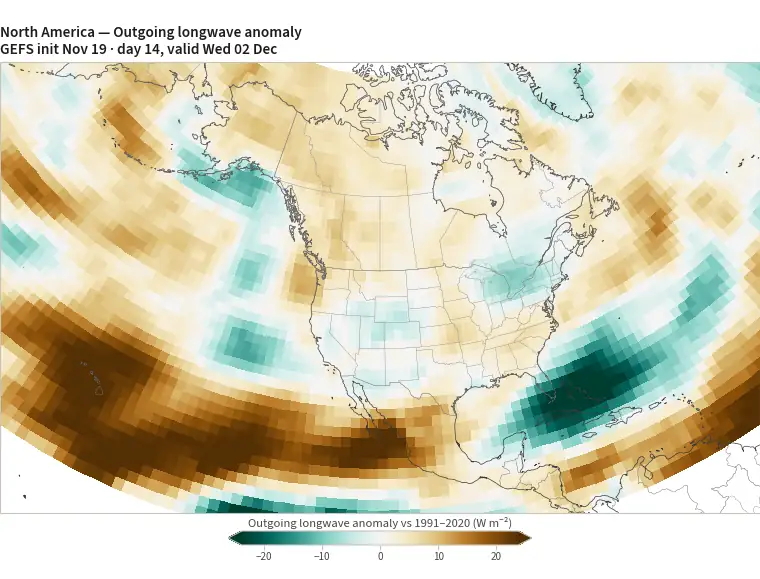 North America — Outgoing longwave anomaly
GEFS init Nov 19 · day 14, valid Wed 02 Dec
Outgoing longwave anomaly vs 1991–2020 (W m⁻²)
−20 −10 0 10 20